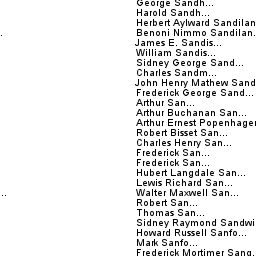 George Sandh...
Harold Sandh...
Herbert Aylward Sandilan
Benoni Nimmo Sandilan.
James E. Sandis...
William Sandis...
Sidney George Sand...
Charles Sandm...
John Henry Mathew Sand
Frederick George Sand...
Arthur San...
Arthur Buchanan San...
Arthur Ernest Popenhager
Robert Bisset San...
Charles Henry San...
Frederick San...
Frederick San...
Hubert Langdale San...
Lewis Richard San...
Walter Maxwell San...
Robert San...
Thomas San...
Sidney Raymond Sandwi
Howard Russell Sanfo...
Mark Sanfo...
Frederick Mortimer Sang.